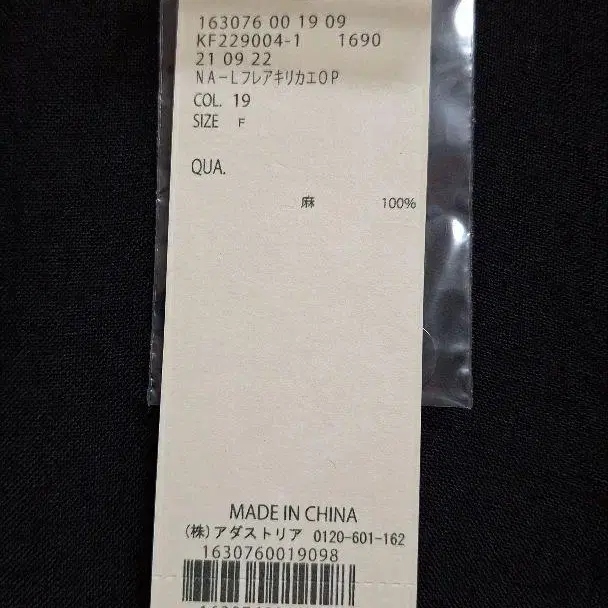 163076 00 19 09
KF229004-1 1690
21 09 22
NA-LフレアキリカエOP
COL. 19
SIZE F
QUA.
麻 100%
MADE IN CHINA
(株)アダストリア 0120-601-162
1630760019098